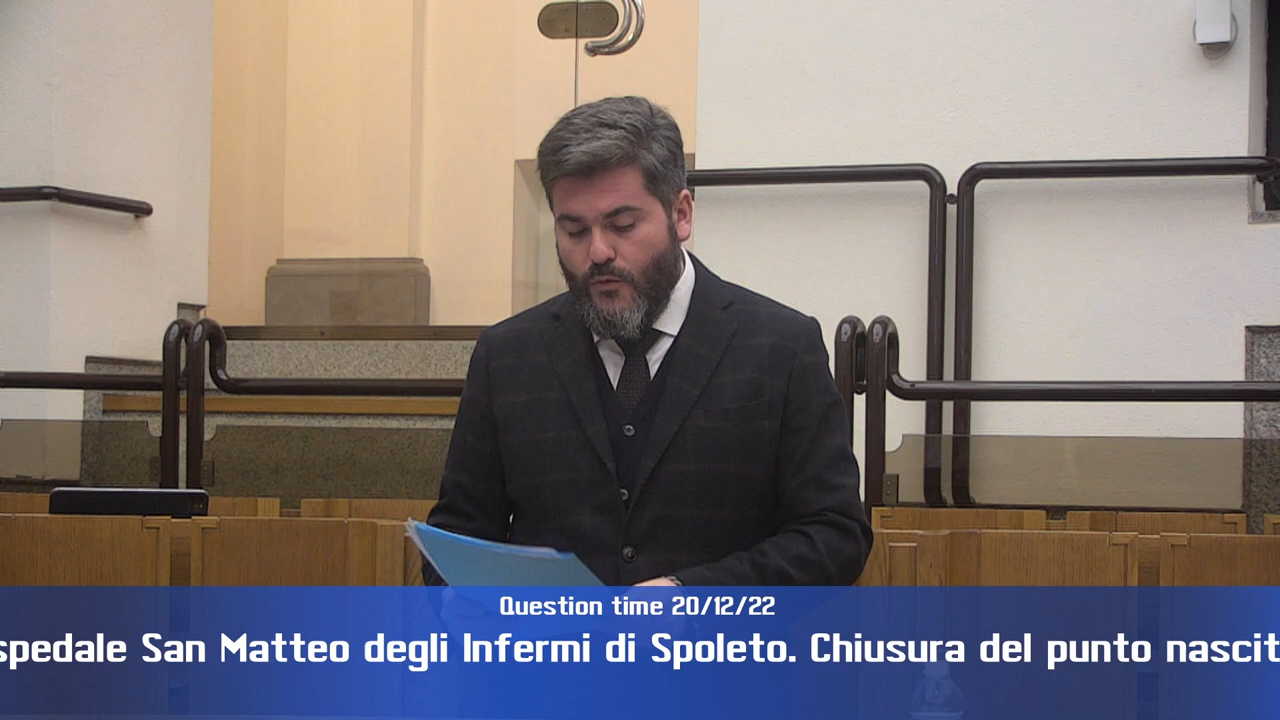 Question time 20/12/22
spedale San Matteo degli Infermi di Spoleto. Chiusura del punto nascit